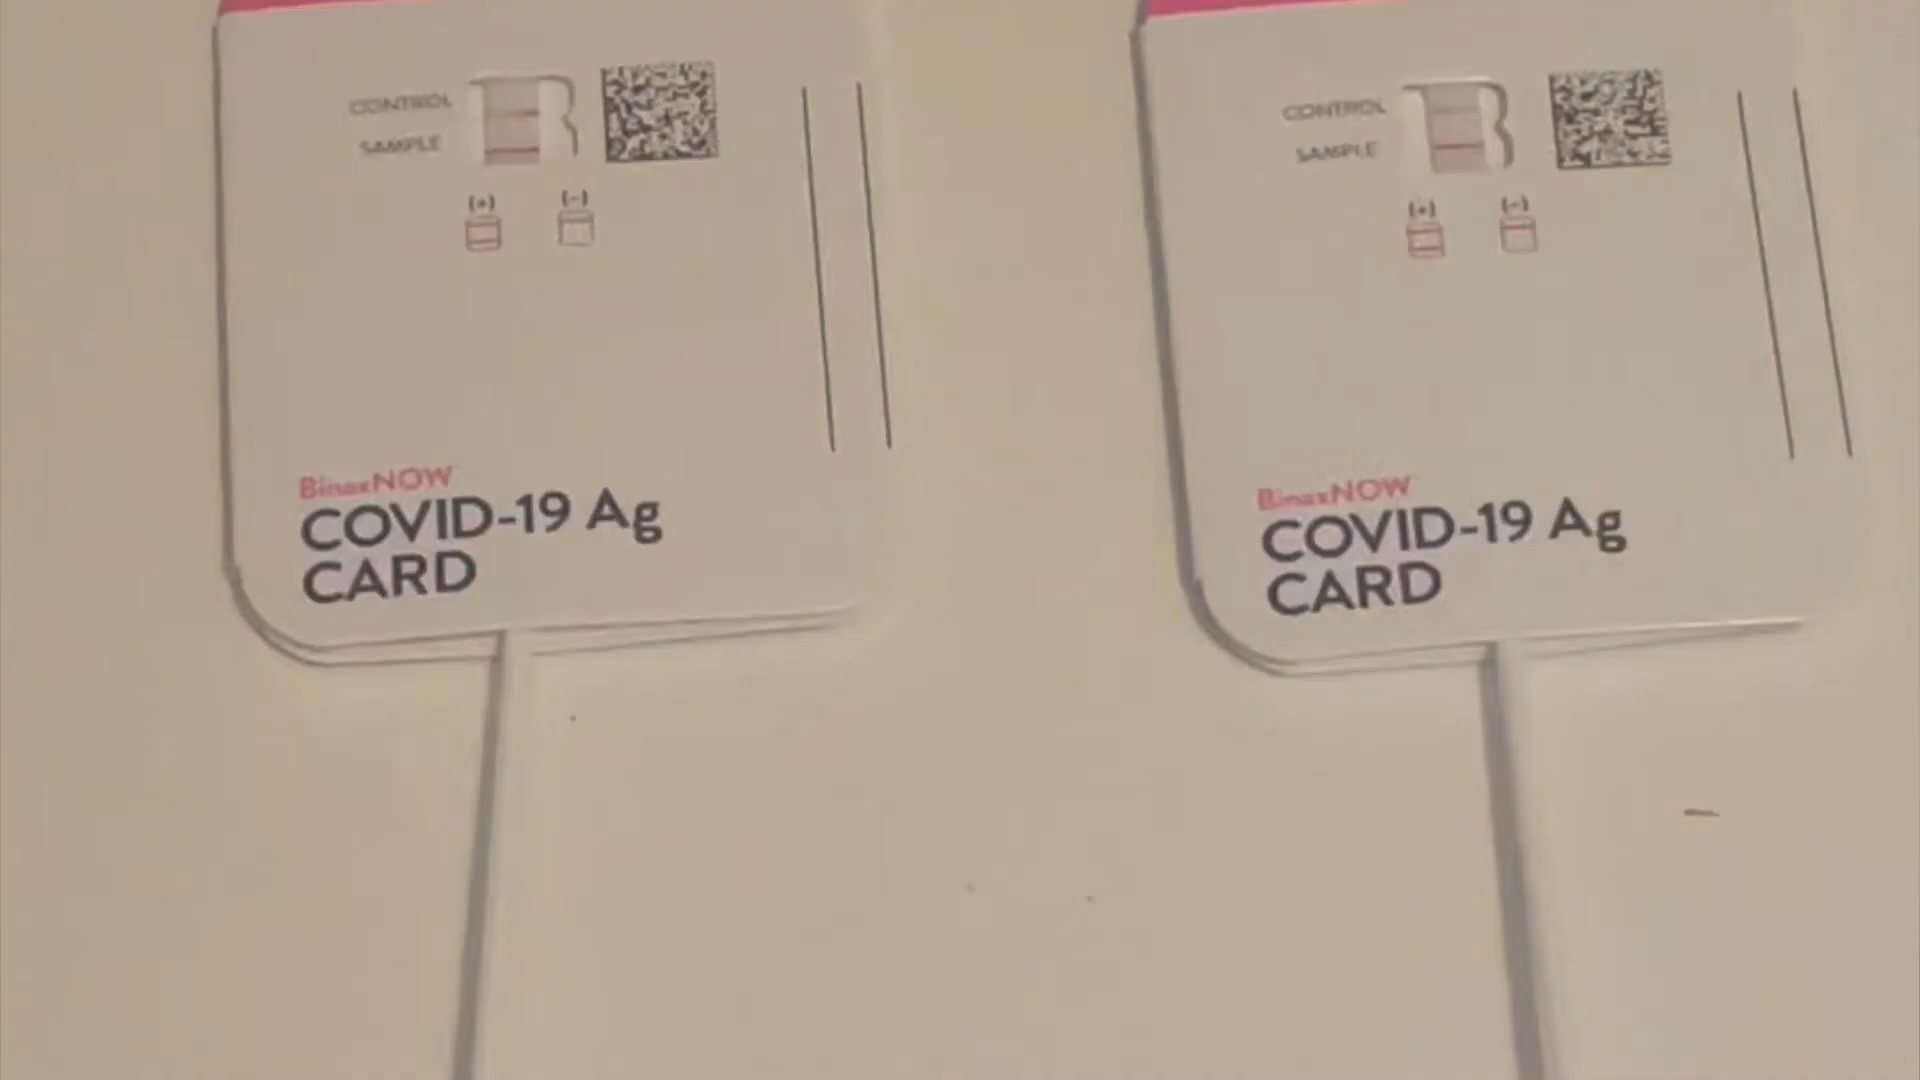 CONTROL
SAMPLE
(+) (-)
BinaxNOW
COVID-19 Ag
CARD
CONTROL
SAMPLE
(+) (-)
BinaxNOW
COVID-19 Ag
CARD